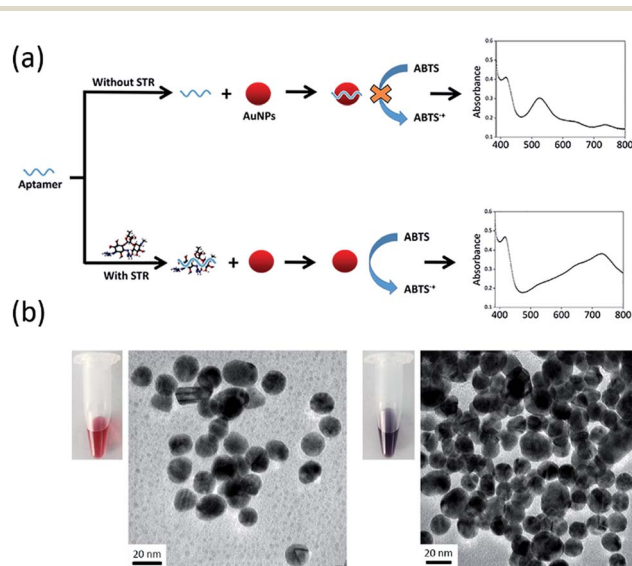 (a)
Without STR
AuNPs
ABTS
ABTS·+
Aptamer
With STR
ABTS
ABTS·+
Absorbance
0.6
0.5
0.4
0.3
0.2
0.1
400 500 600 700 800
Absorbance
0.6
0.5
0.4
0.3
0.2
0.1
400 500 600 700 800
(b)
20 nm
20 nm